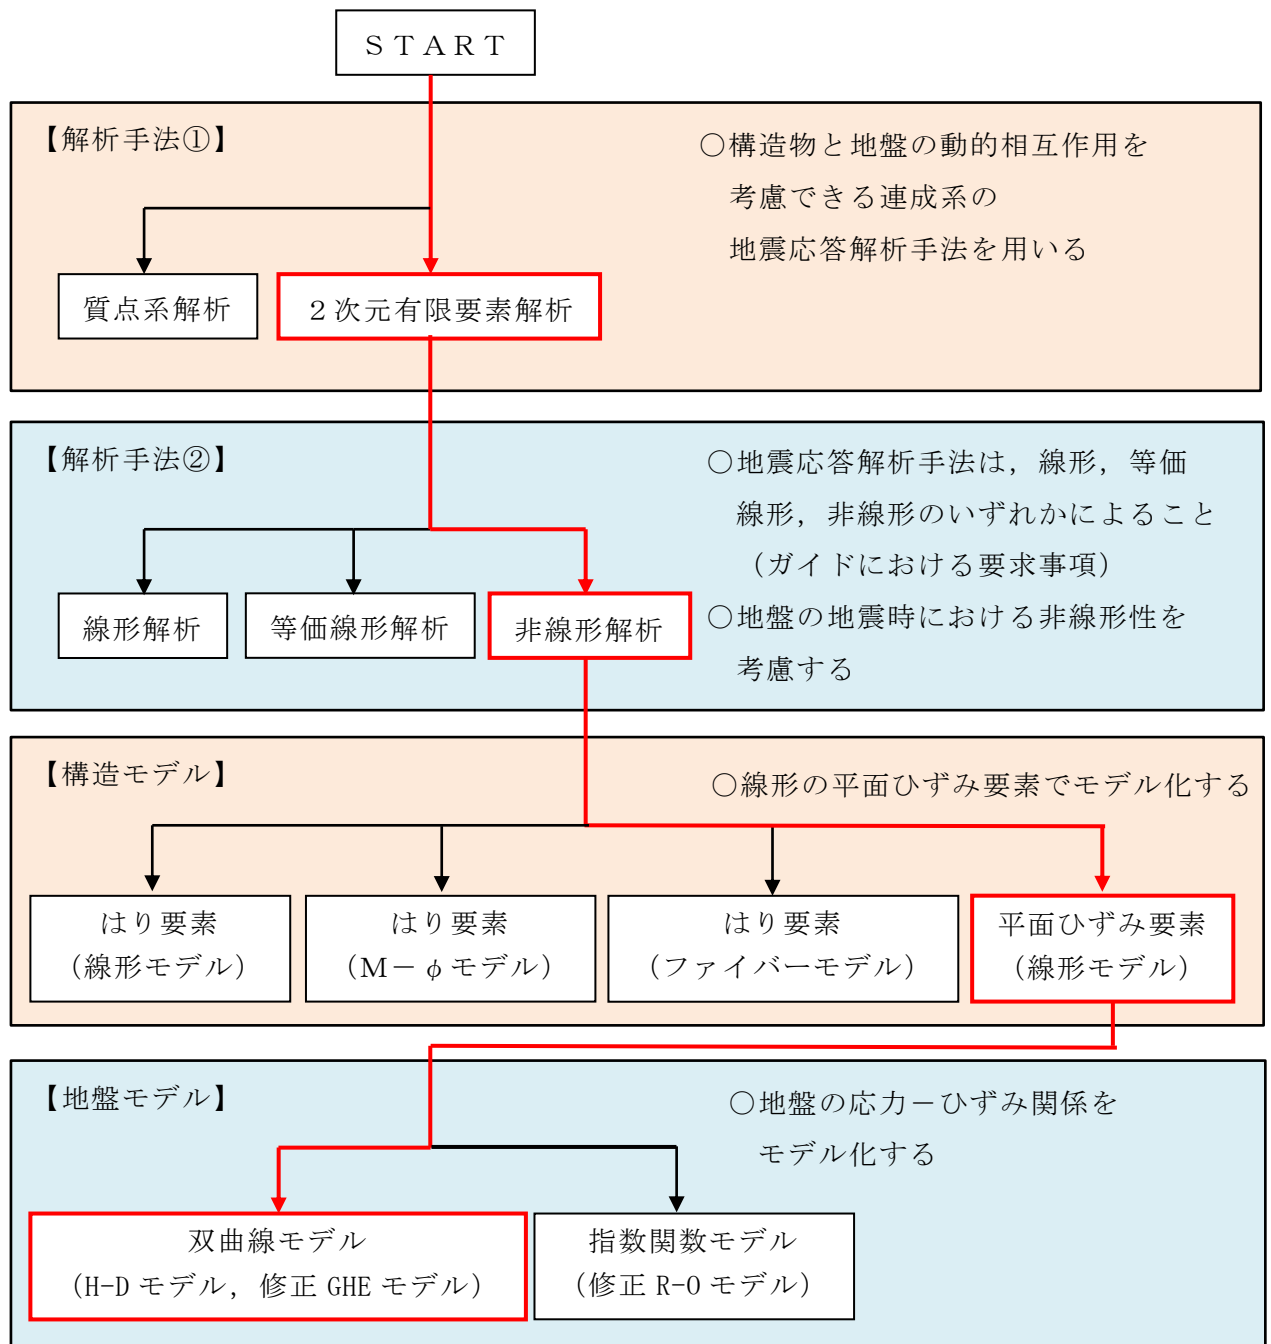 ＳＴＡＲＴ
【解析手法①】
○構造物と地盤の動的相互作用を
考慮できる連成系の
地震応答解析手法を用いる
質点系解析
２次元有限要素解析
【解析手法②】
○地震応答解析手法は，線形，等価
線形，非線形のいずれかによること
（ガイドにおける要求事項）
○地盤の地震時における非線形性を
考慮する
線形解析
等価線形解析
非線形解析
【構造モデル】
○線形の平面ひずみ要素でモデル化する
はり要素
（線形モデル）
はり要素
（Ｍ－φモデル）
はり要素
（ファイバーモデル）
平面ひずみ要素
（線形モデル）
【地盤モデル】
○地盤の応力－ひずみ関係を
モデル化する
双曲線モデル
（H-D モデル，修正 GHE モデル）
指数関数モデル
（修正 R-O モデル）